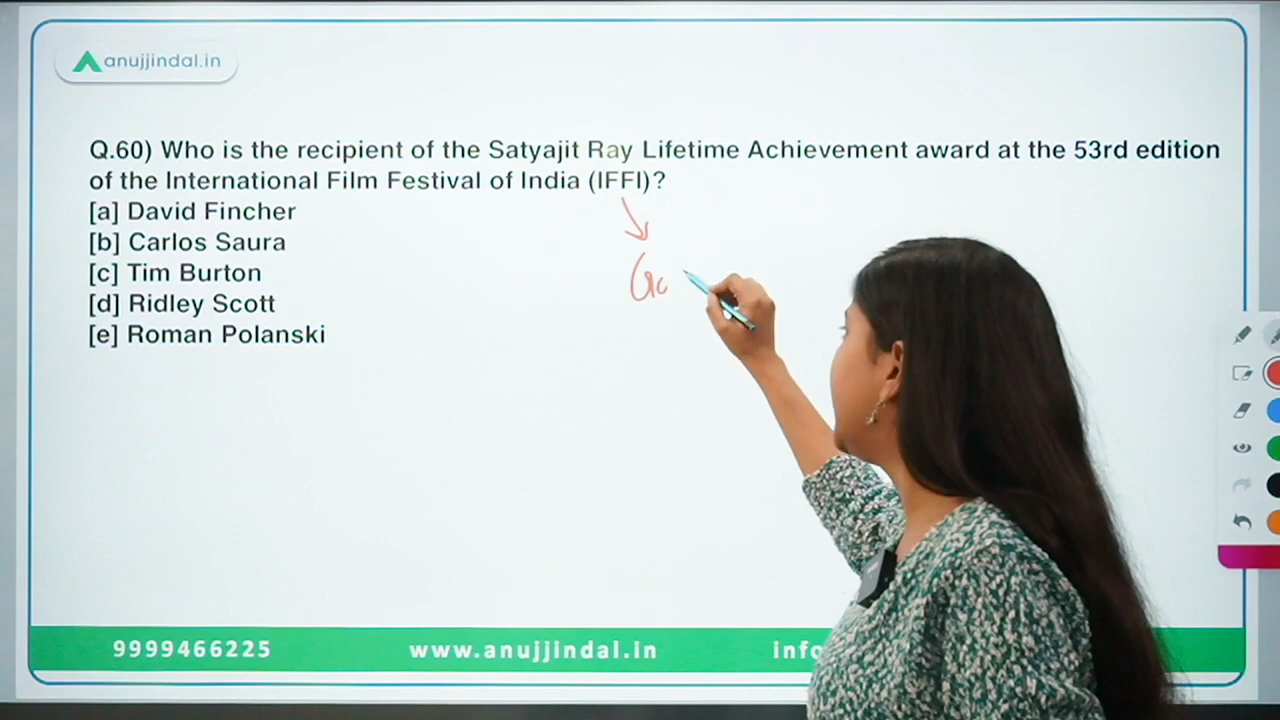 anujjindal.in
Q.60) Who is the recipient of the Satyajit Ray Lifetime Achievement award at the 53rd edition
of the International Film Festival of India (IFFI)?
[a] David Fincher
[b] Carlos Saura
[c] Tim Burton
[d] Ridley Scott
[e] Roman Polanski
Go
9999466225 www.anujjindal.in info